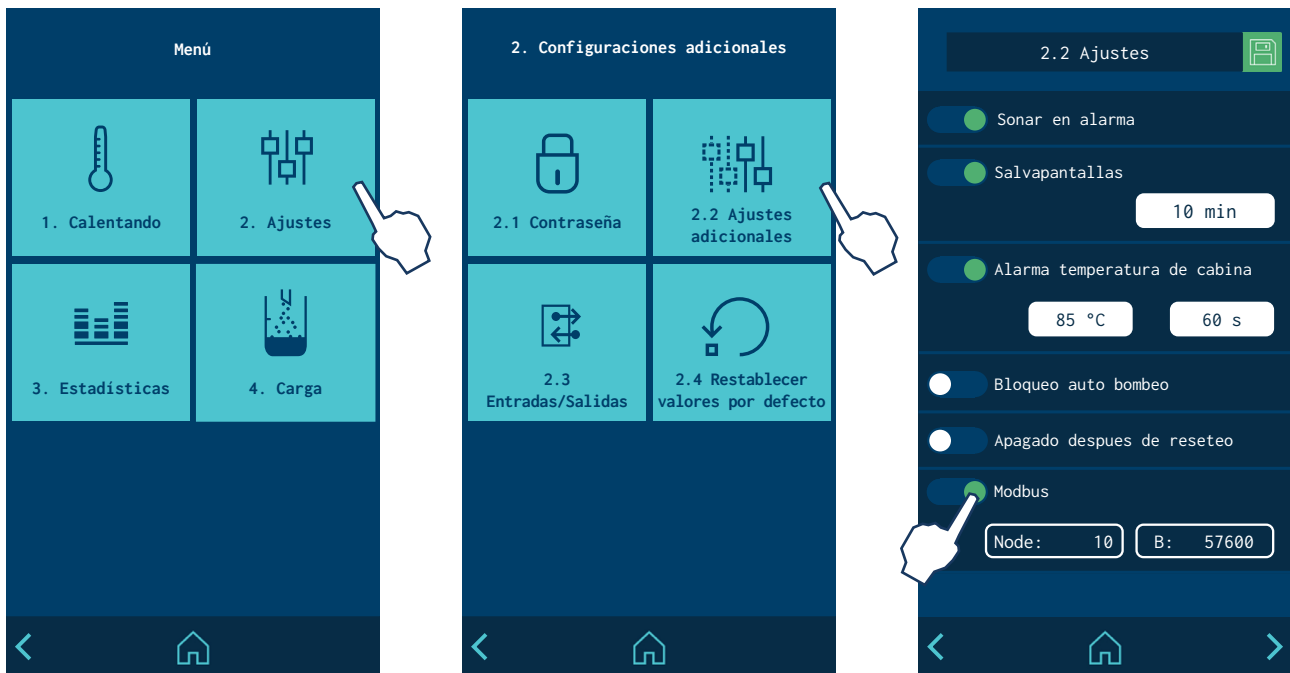 Menú
1. Calentando
2. Ajustes
3. Estadísticas
4. Carga
2. Configuraciones adicionales
2.1 Contraseña
2.2 Ajustes
adicionales
2.3
Entradas/Salidas
2.4 Restablecer
valores por defecto
2.2 Ajustes
Sonar en alarma
Salvapantallas
10 min
Alarma temperatura de cabina
85 °C
60 s
Bloqueo auto bombeo
Apagado despues de reseteo
Modbus
Node: 10
B: 57600